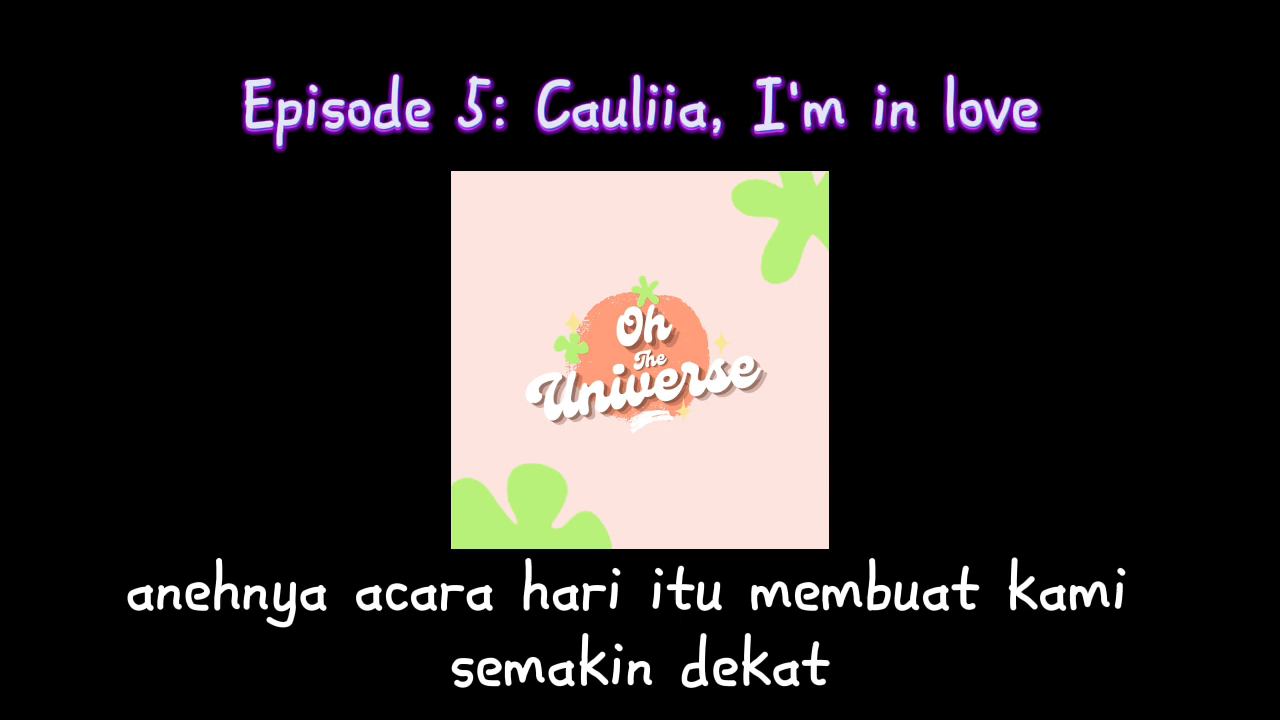 Episode 5: Cauliia, I'm in love
Oh
The
Universe
anehnya acara hari itu membuat kami
semakin dekat